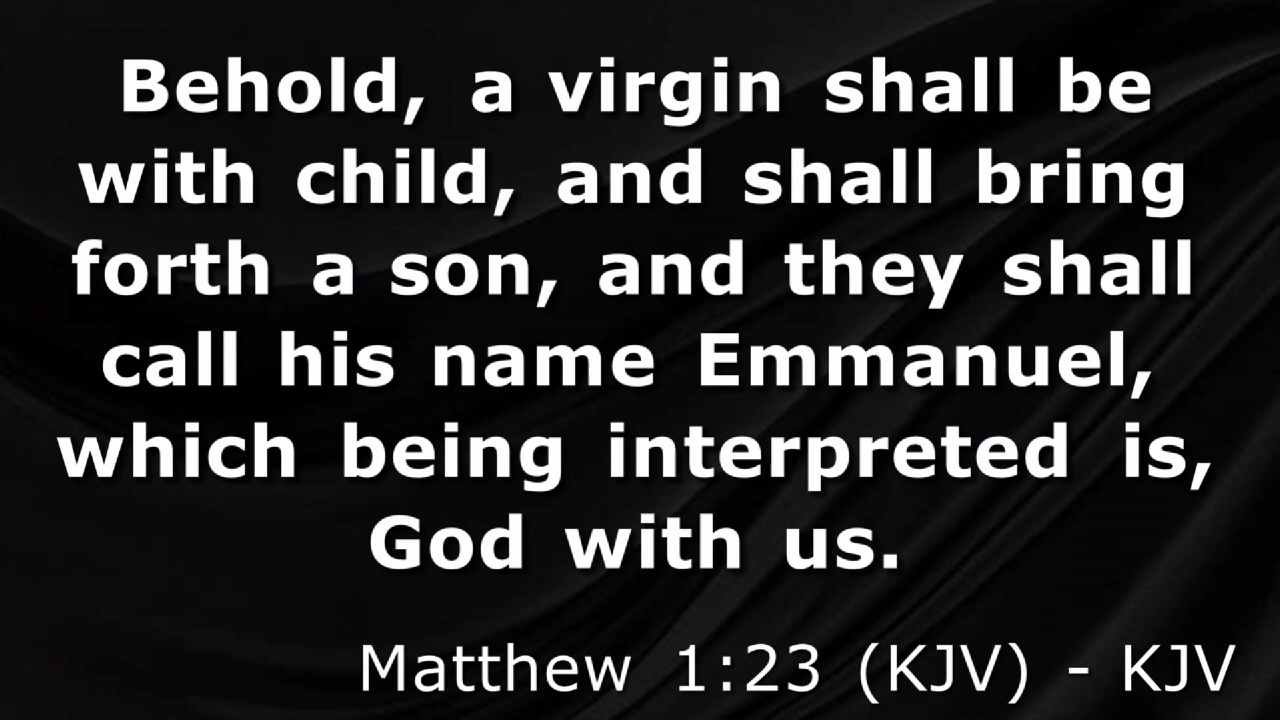 Behold, a virgin shall be
with child, and shall bring
forth a son, and they shall
call his name Emmanuel,
which being interpreted is,
God with us.
Matthew 1:23 (KJV) - KJV